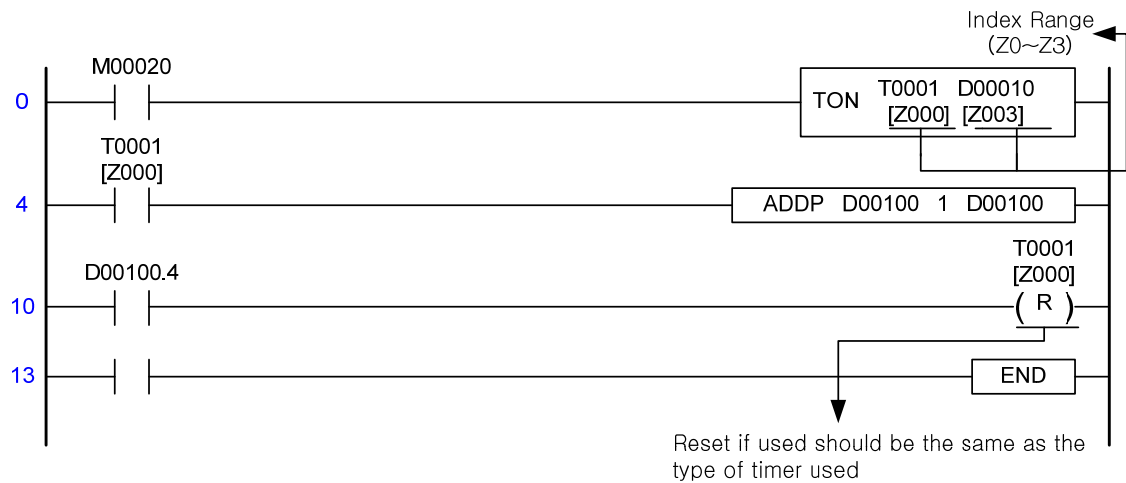 Index Range
(Z0~Z3)
M00020
0
TON T0001 D00010
[Z000] [Z003]
T0001
[Z000]
4
ADDP D00100 1 D00100
T0001
[Z000]
D00100.4
10
( R )
13
END
Reset if used should be the same as the
type of timer used